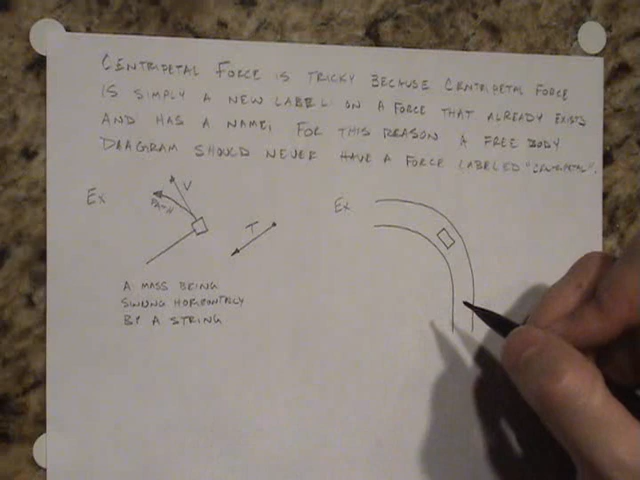 CENTRIPETAL FORCE IS TRICKY BECAUSE CENTRIPETAL FORCE
IS SIMPLY A NEW LABEL ON A FORCE THAT ALREADY EXISTS
AND HAS A NAME. FOR THIS REASON A FREE BODY
DIAGRAM SHOULD NEVER HAVE A FORCE LABELED "CENTRIPETAL".
Ex
V
PATH
T
Ex
A MASS BEING
SWUNG HORIZONTALLY
BY A STRING